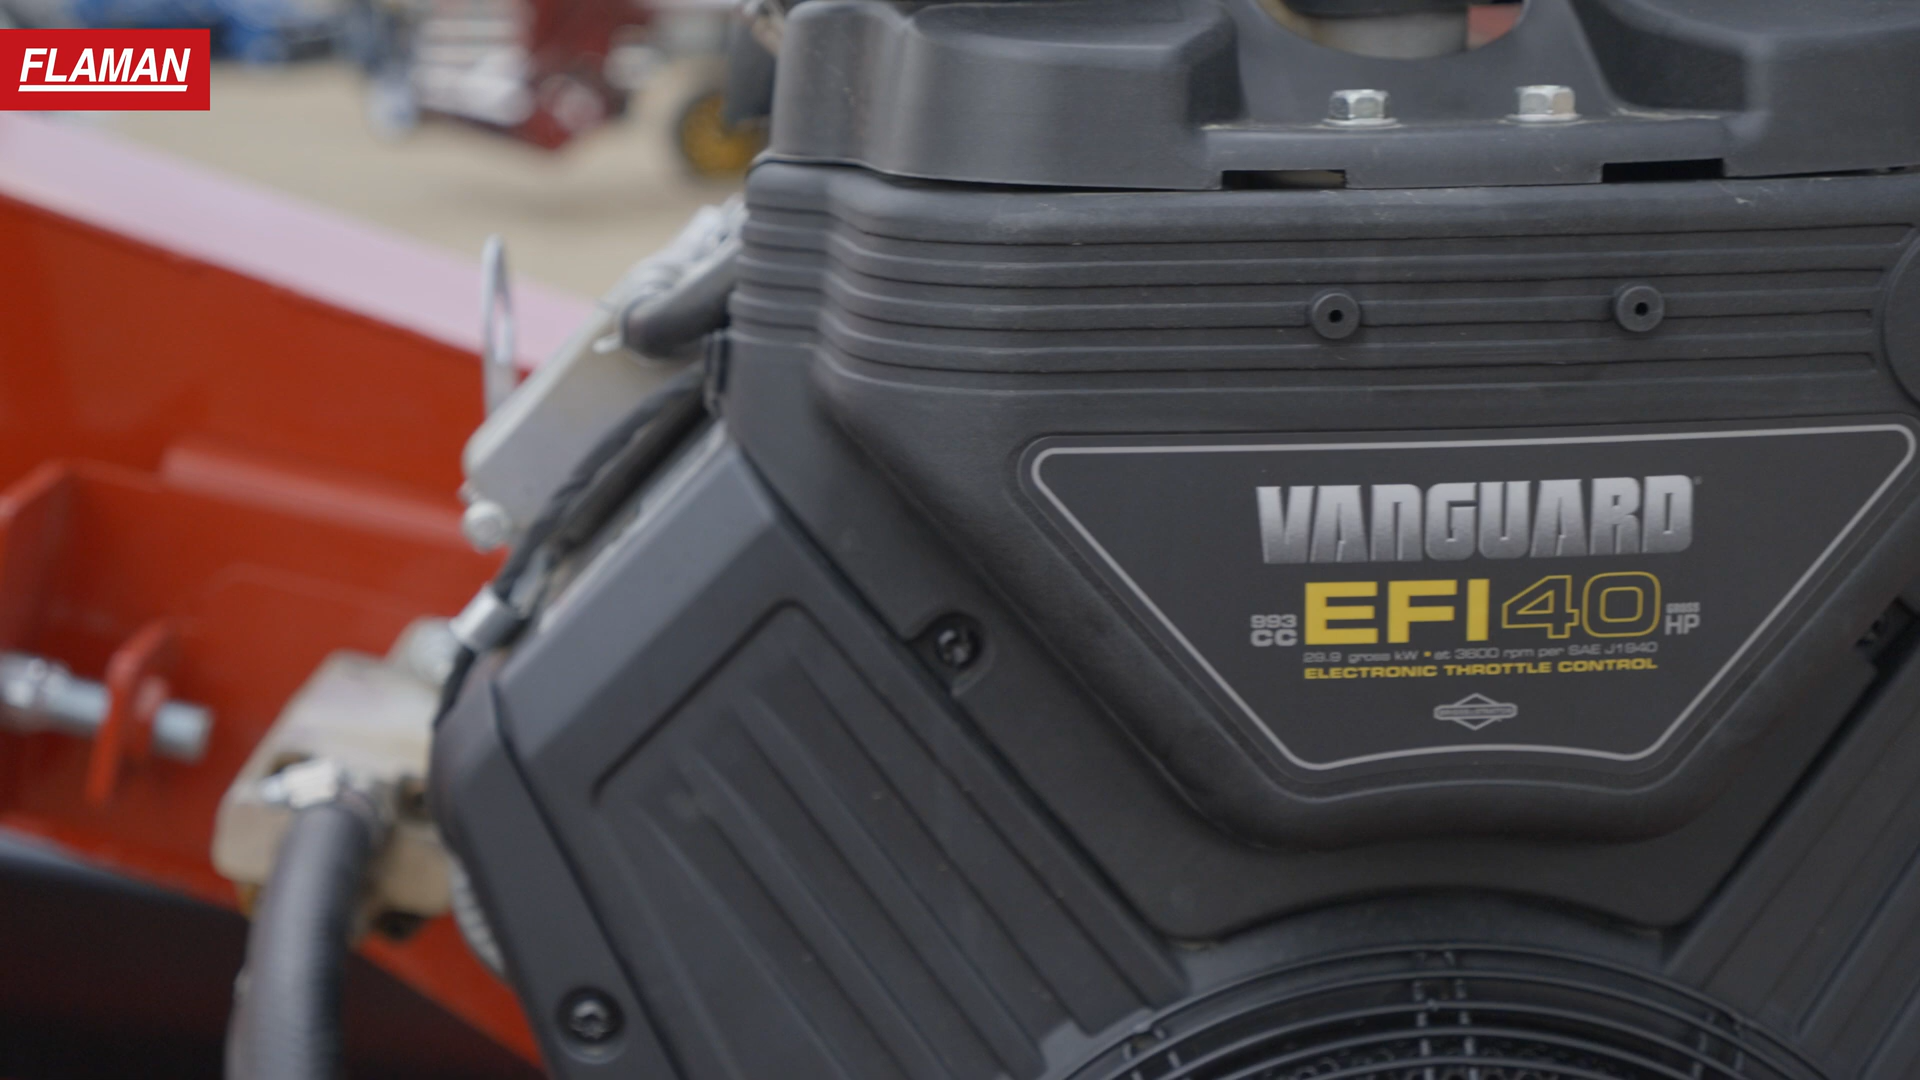 FLAMAN
VANGUARD
993 CC EFI 40 GROSS HP
29.9 gross kW • at 3600 rpm per SAE J1940
ELECTRONIC THROTTLE CONTROL